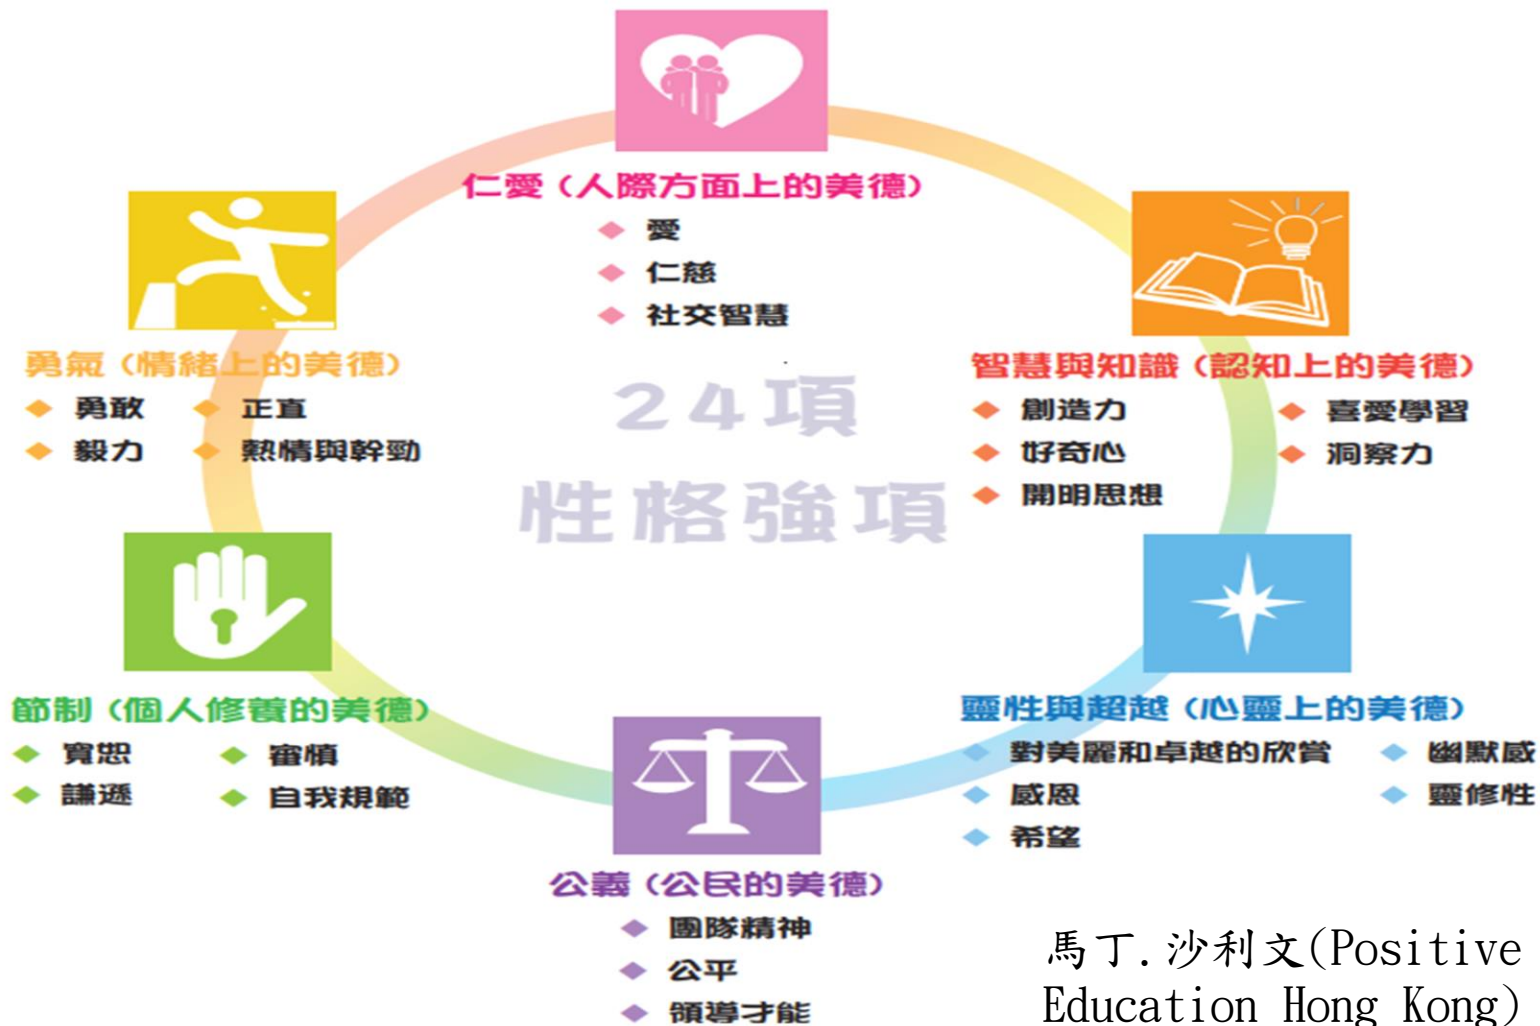 仁愛（人際方面上的美德）
◆ 愛
◆ 仁慈
◆ 社交智慧
勇氣（情緒上的美德）
◆ 勇敢 ◆ 正直
◆ 毅力 ◆ 熱情與幹勁
24項
性格強項
智慧與知識（認知上的美德）
◆ 創造力 ◆ 喜愛學習
◆ 好奇心 ◆ 洞察力
◆ 開明思想
節制（個人修養的美德）
◆ 寬恕 ◆ 審慎
◆ 謙遜 ◆ 自我規範
靈性與超越（心靈上的美德）
◆ 對美麗和卓越的欣賞 ◆ 幽默感
◆ 感恩 ◆ 靈修性
◆ 希望
公義（公民的美德）
◆ 團隊精神
◆ 公平
◆ 領導才能
馬丁.沙利文(Positive
Education Hong Kong)